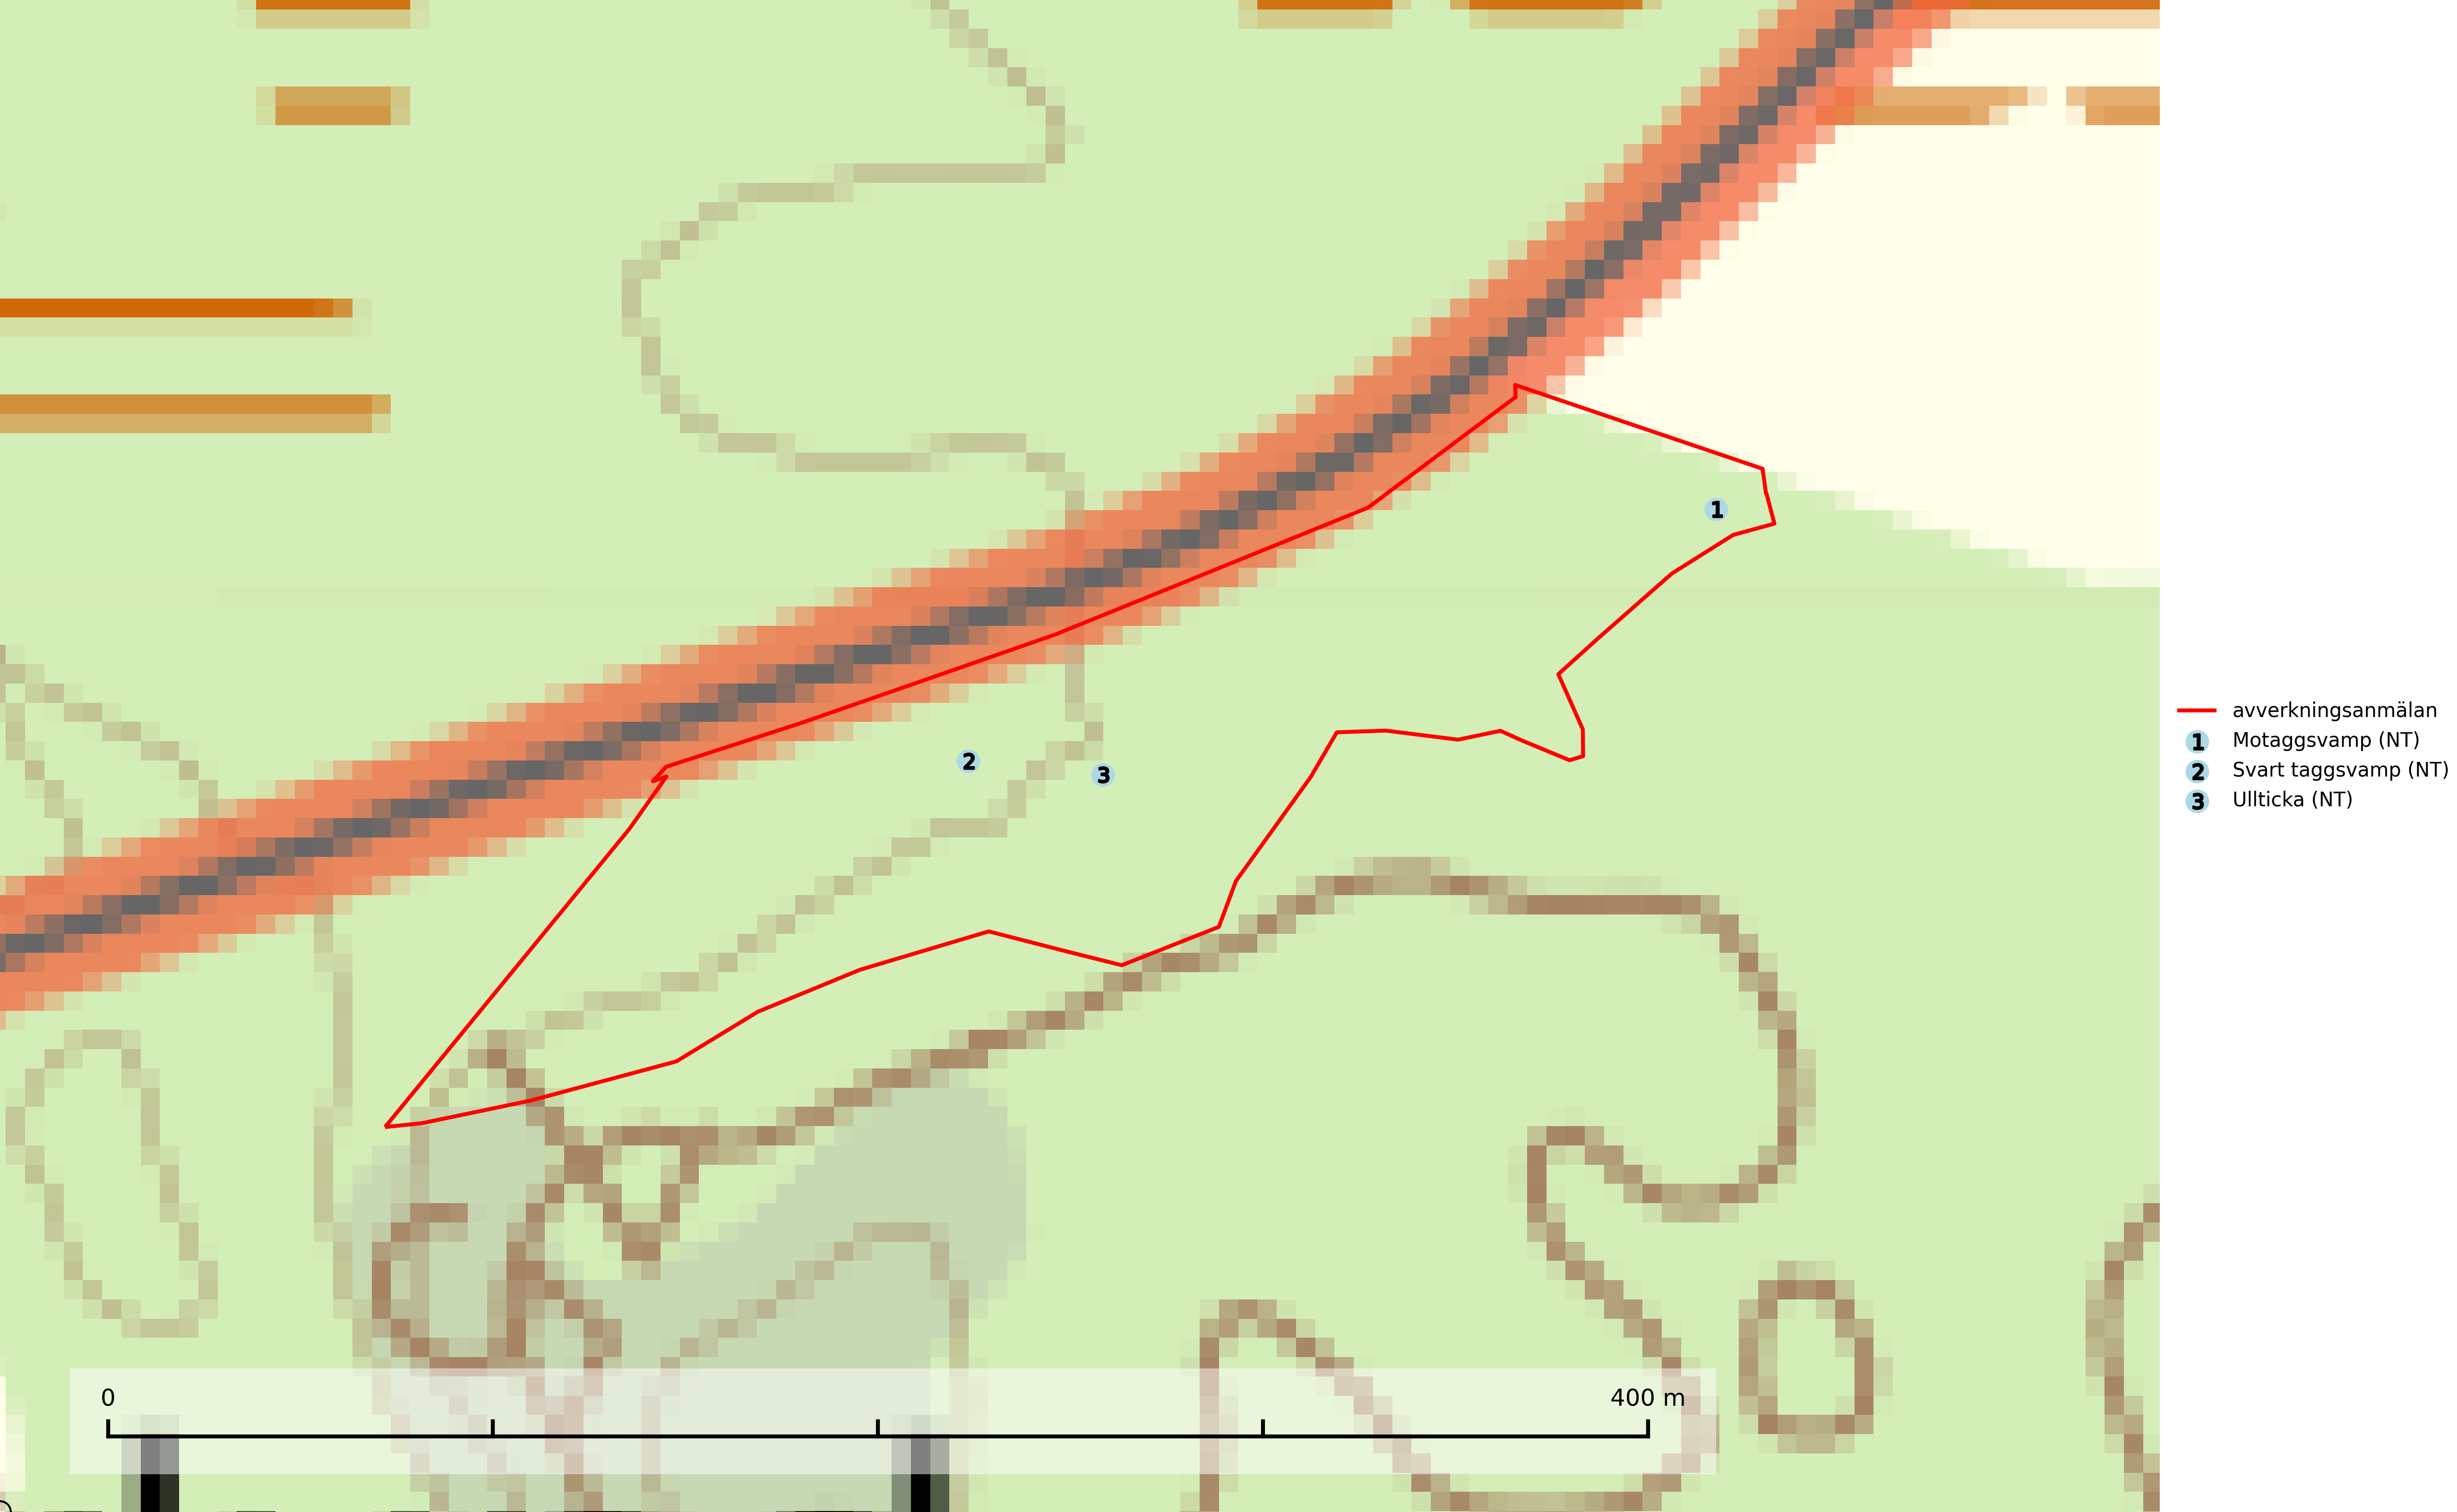 1
2
3
avverkningsanmälan
1 Motaggsvamp (NT)
2 Svart taggsvamp (NT)
3 Ullticka (NT)
0 400 m